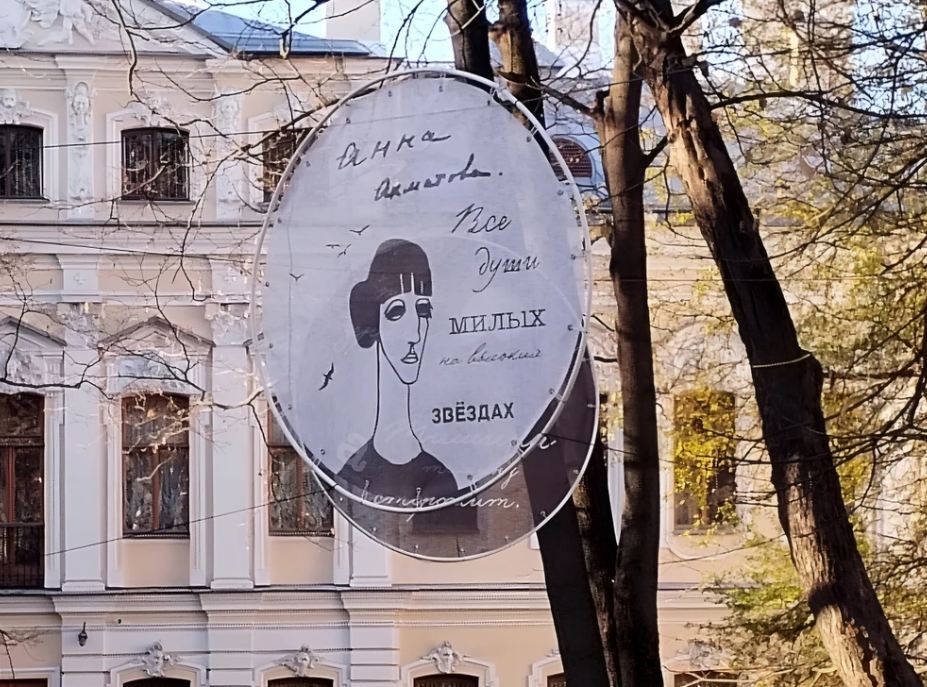 Анна
Ахматова.
Все
души
милых
на высоких
звёздах